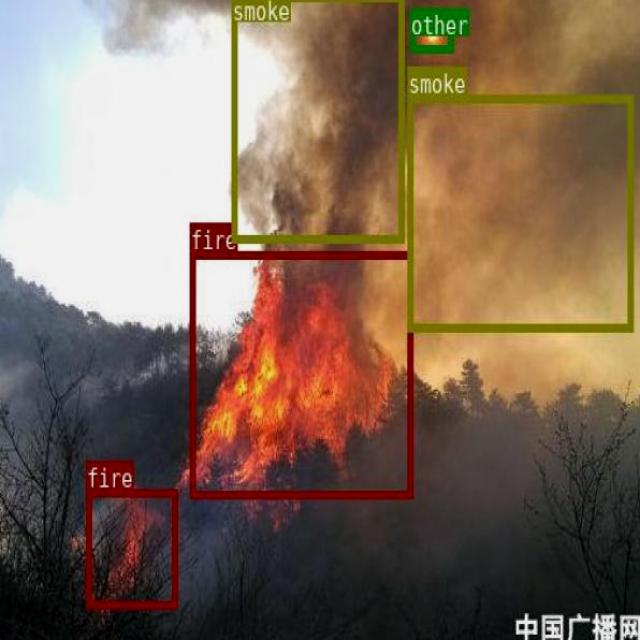 smoke
other
smoke
fire
fire
中国广播网